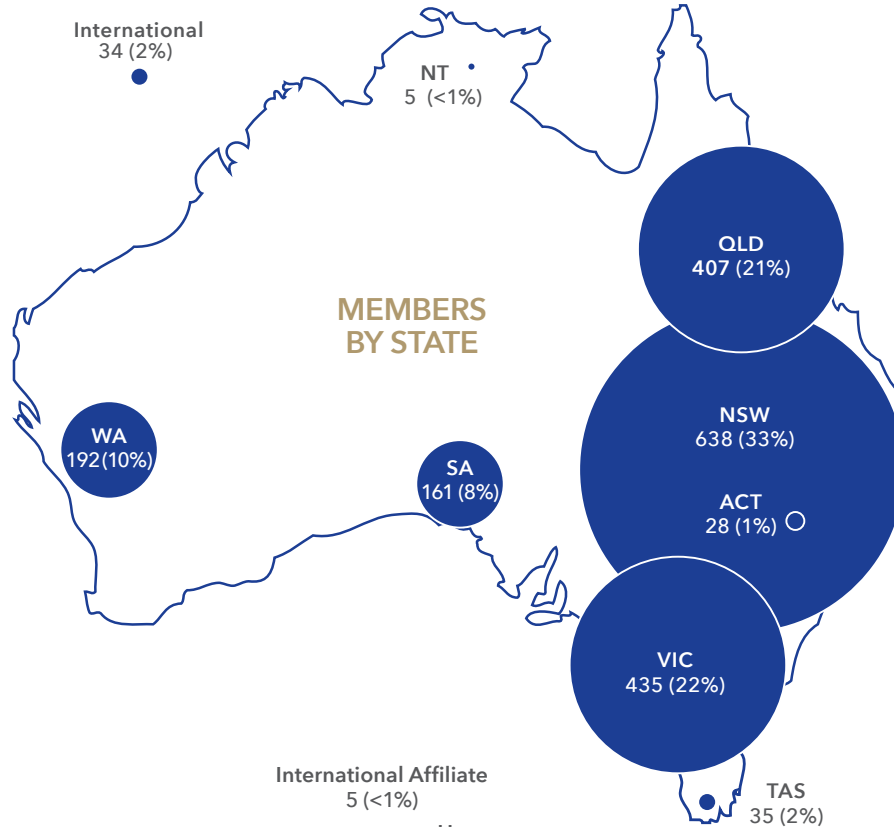 International
34 (2%)
NT
5 (<1%)
QLD
407 (21%)
MEMBERS
BY STATE
NSW
638 (33%)
WA
192(10%)
SA
161 (8%)
ACT
28 (1%)
VIC
435 (22%)
International Affiliate
5 (<1%)
TAS
35 (2%)